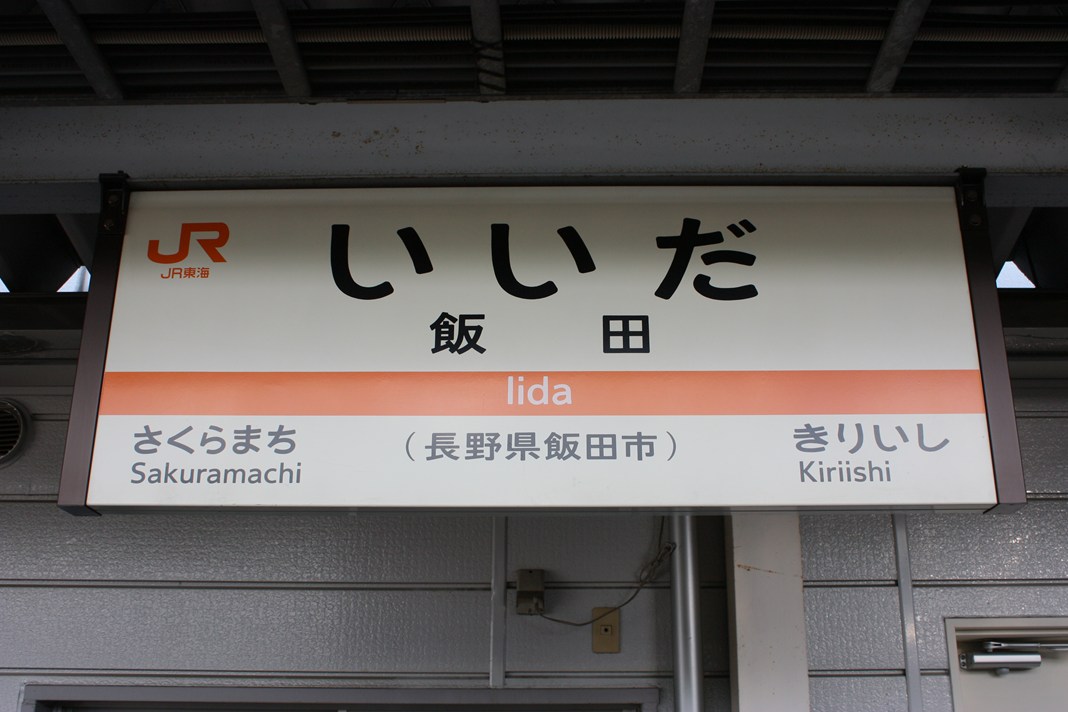 JR
JR東海
いいだ
飯田
Iida
さくらまち
Sakuramachi
（長野県飯田市）
きりいし
Kiriishi